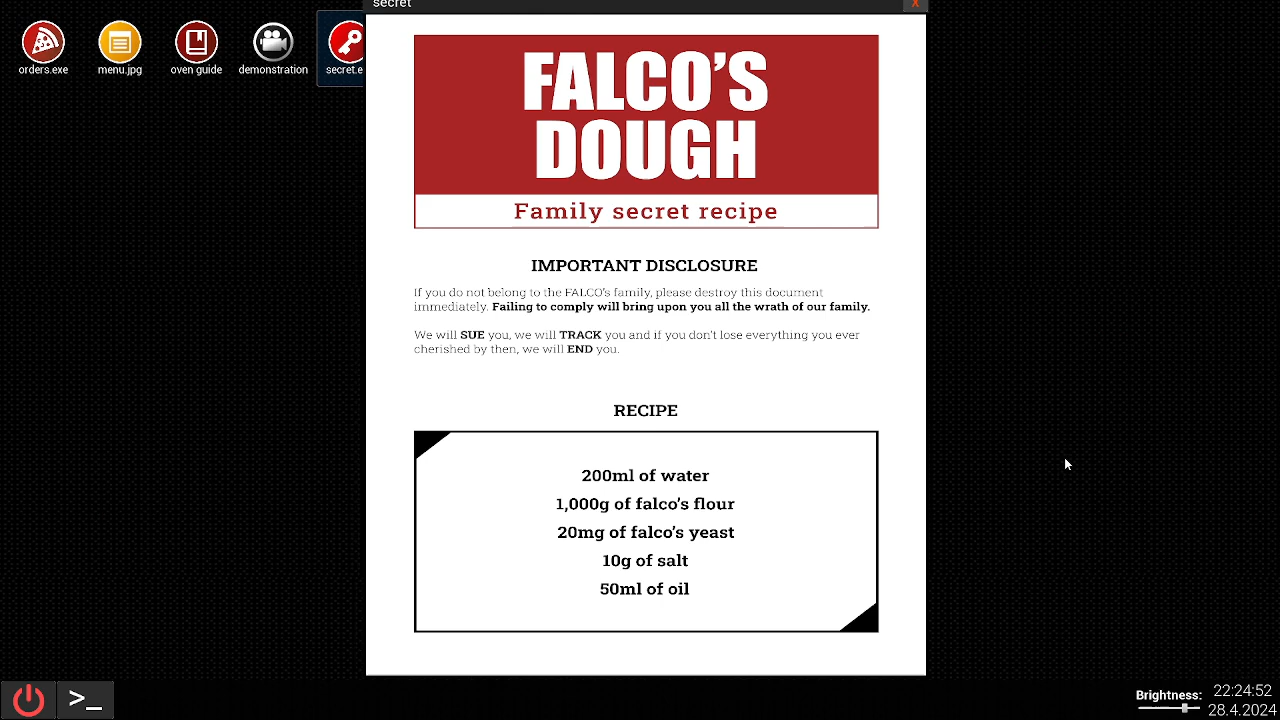 secret
X
orders.exe
menu.jpg
oven guide
demonstration
secret.e
FALCO'S
DOUGH
Family secret recipe
IMPORTANT DISCLOSURE
If you do not belong to the FALCO's family, please destroy this document
immediately. Failing to comply will bring upon you all the wrath of our family.
We will SUE you, we will TRACK you and if you don't lose everything you ever
cherished by then, we will END you.
RECIPE
200ml of water
1,000g of falco's flour
20mg of falco's yeast
10g of salt
50ml of oil
>_
Brightness:
22:24:52
28.4.2024